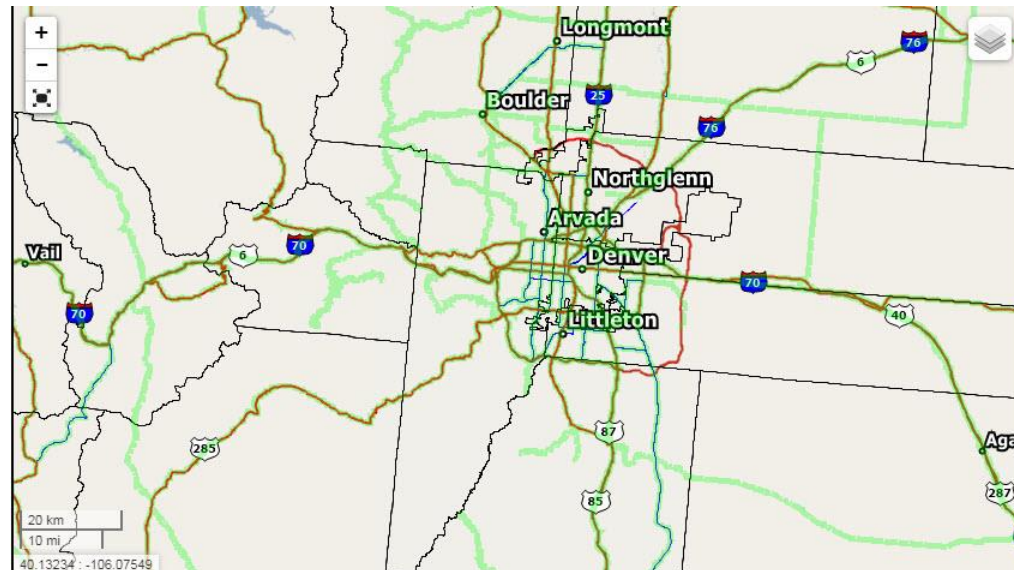 +
Longmont
76
6
−
25
Boulder
76
Northglenn
Arvada
Vail
6
70
Denver
70
70
40
Littleton
87
285
Aga
85
287
20 km
10 mi
40.13234 : -106.07549